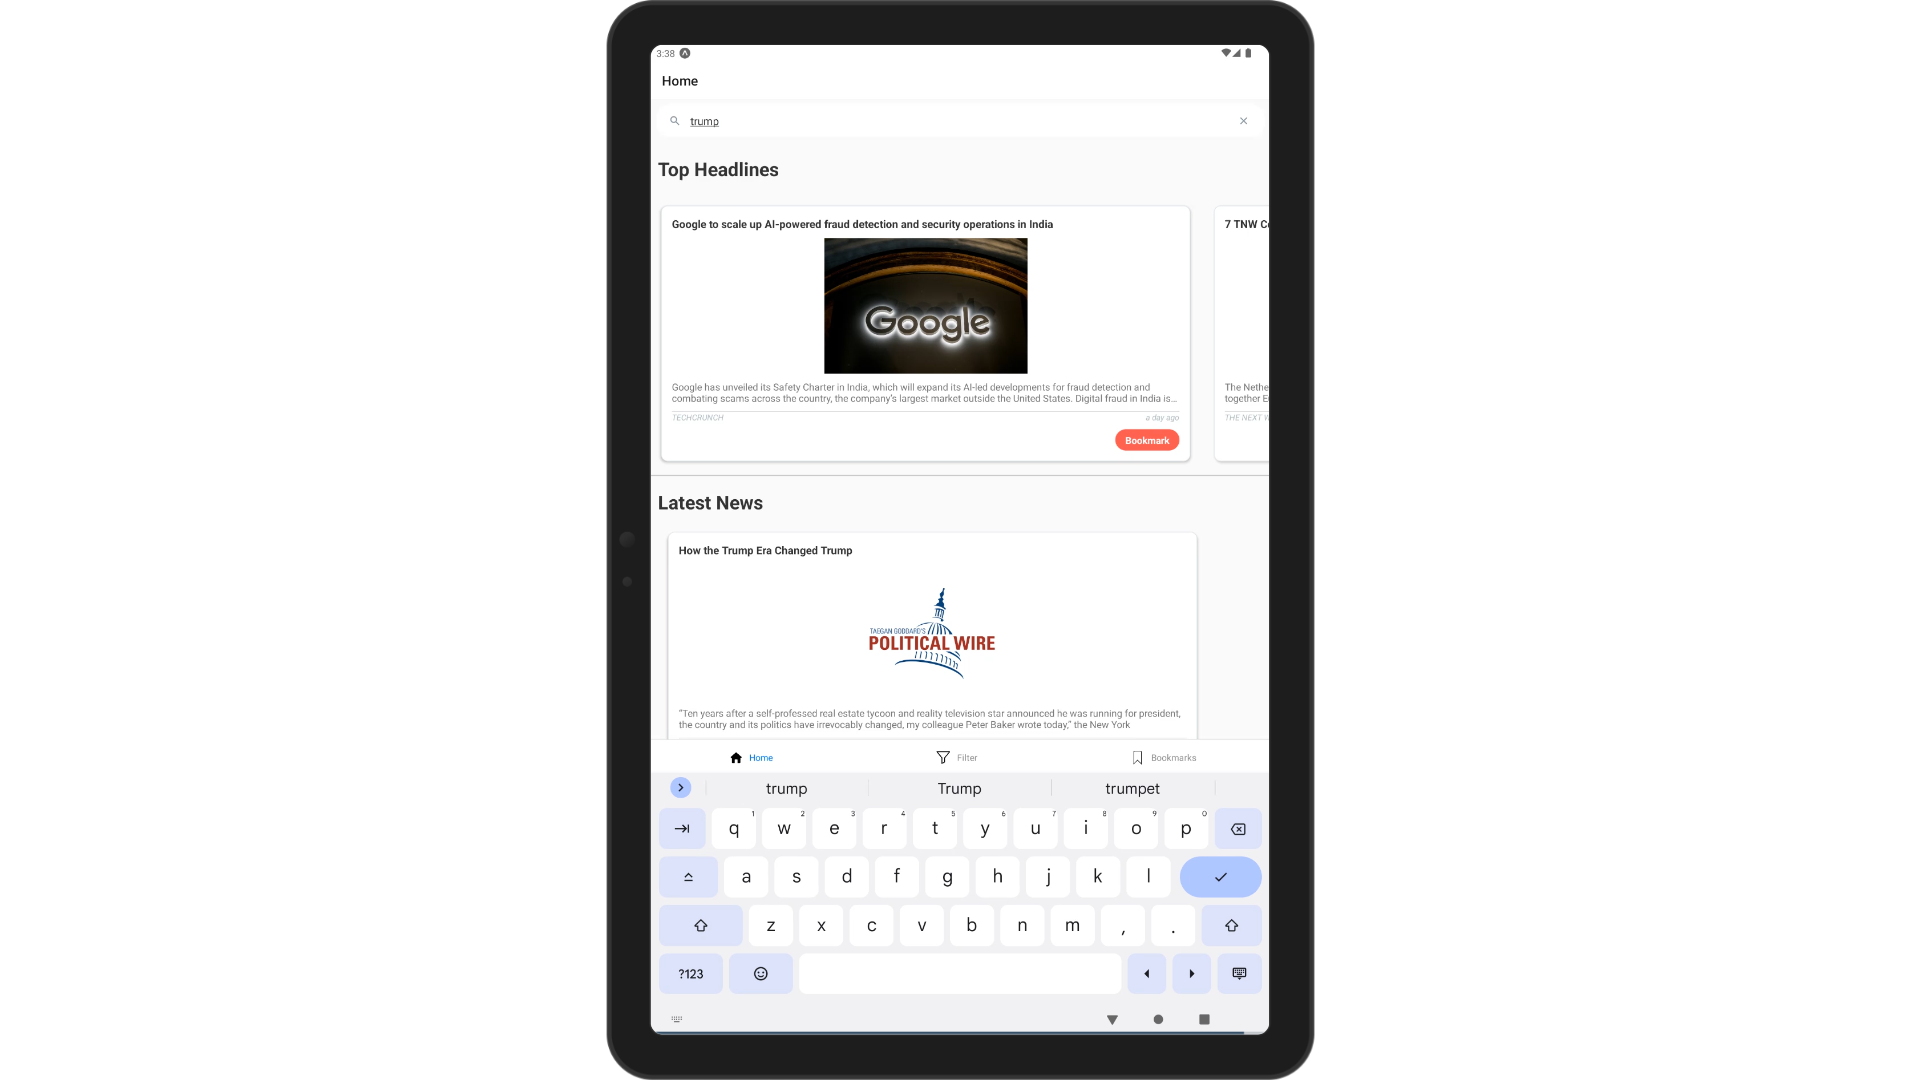 3:38
Home
trump
Top Headlines
Google to scale up AI-powered fraud detection and security operations in India
7 TNW
Google
Google has unveiled its Safety Charter in India, which will expand its AI-led developments for fraud detection and
combating scams across the country, the company's largest market outside the United States. Digital fraud in India is...
The Nethe
together E
TECHCRUNCH
a day ago
THE NEXT
Bookmark
Latest News
How the Trump Era Changed Trump
TAEGAN GODDARD'S
POLITICAL WIRE
“Ten years after a self-professed real estate tycoon and reality television star announced he was running for president,
the country and its politics have irrevocably changed, my colleague Peter Baker wrote today,” the New York
Home
Filter
Bookmarks
trump
Trump
trumpet
q 1 w 2 e 3 r 4 t 5 y 6 u 7 i 8 o 9 p 0
a s d f g h j k l
z x c v b n m , .
?123